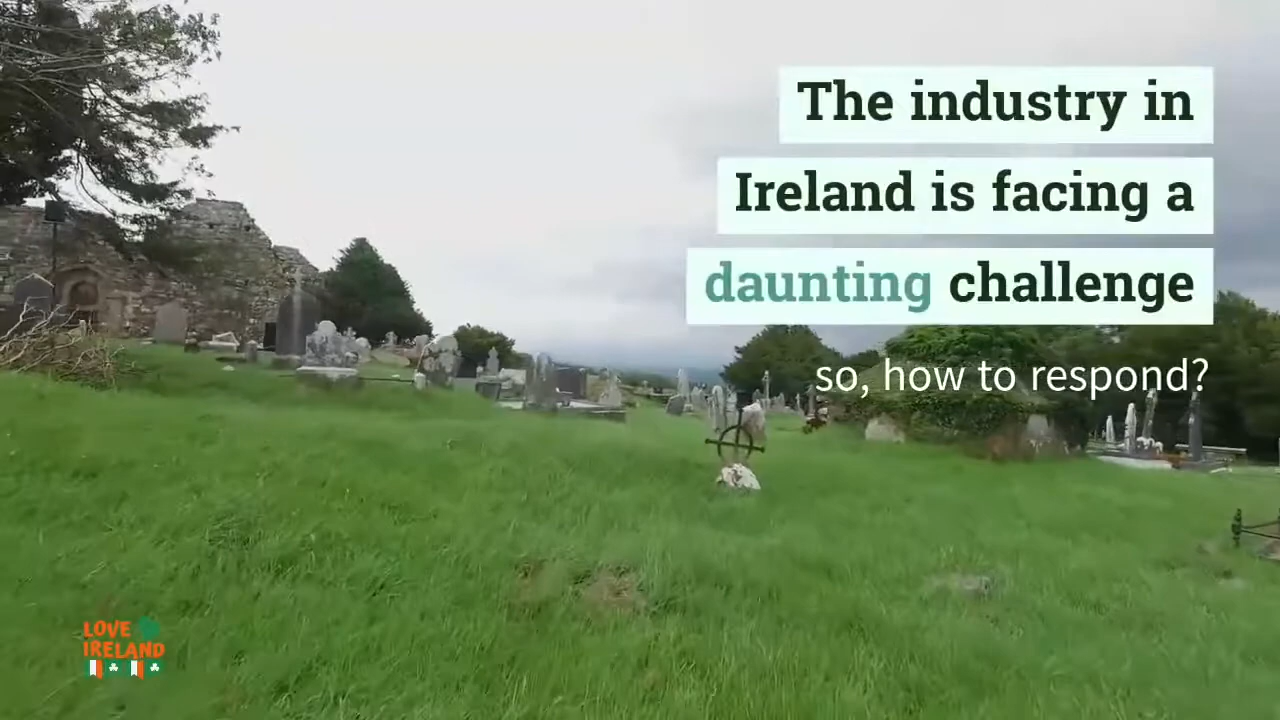 The industry in
Ireland is facing a
daunting challenge
so, how to respond?
LOVE
IRELAND